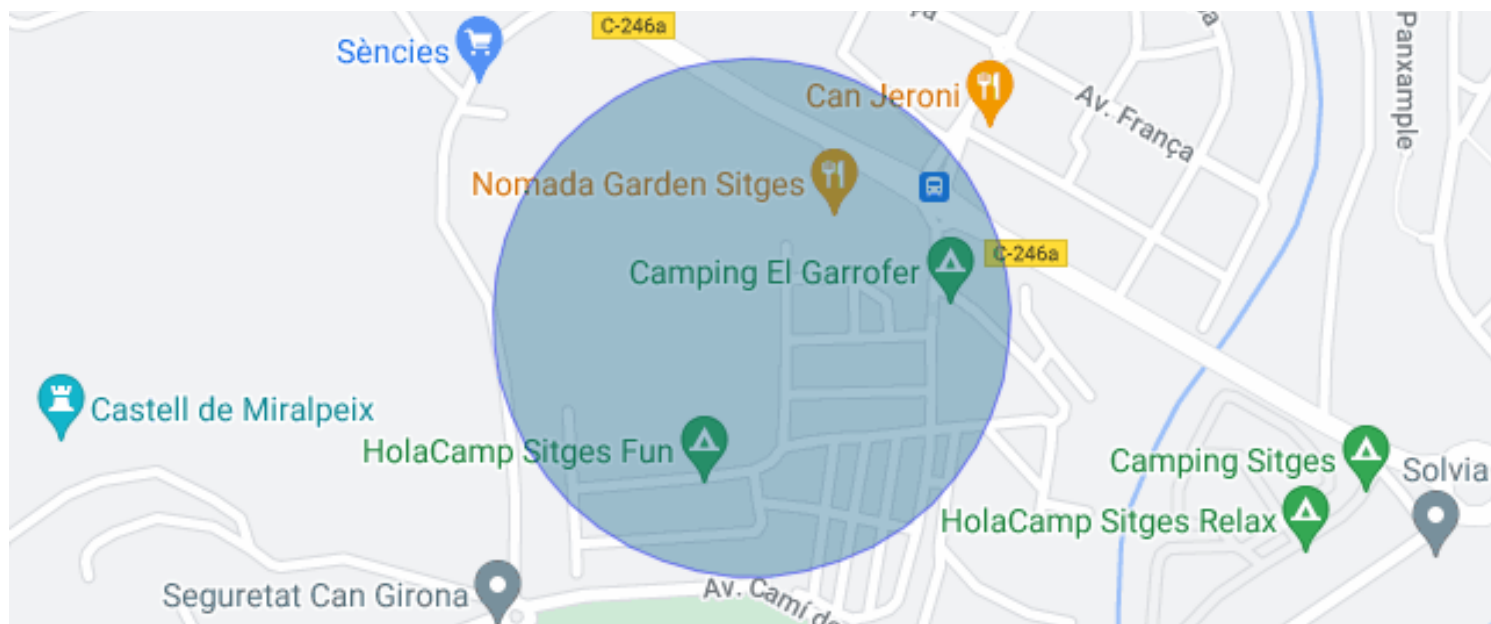 C-246a
Sències
Can Jeroni
Av. França
Panxample
Nomada Garden Sitges
C-246a
Camping El Garrofer
Castell de Miralpeix
HolaCamp Sitges Fun
Camping Sitges
Solvia
HolaCamp Sitges Relax
Seguretat Can Girona
Av. Camí de